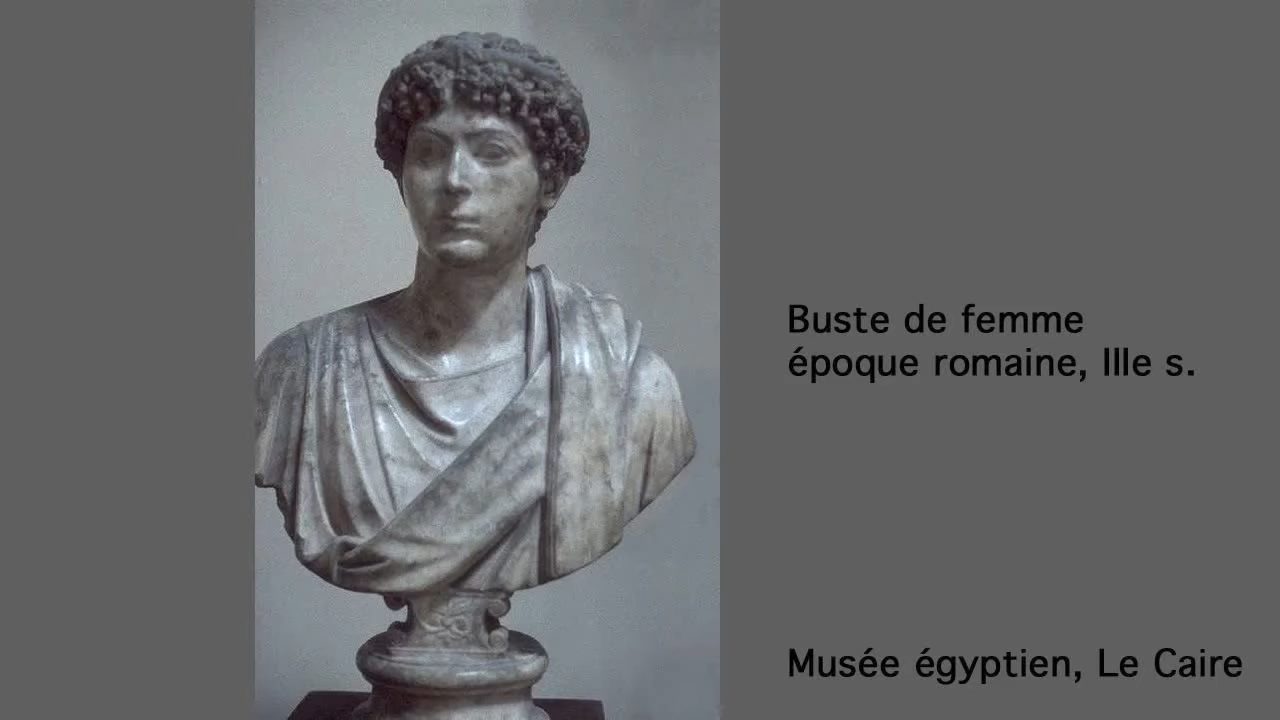 Buste de femme
époque romaine, IIIe s.
Musée égyptien, Le Caire